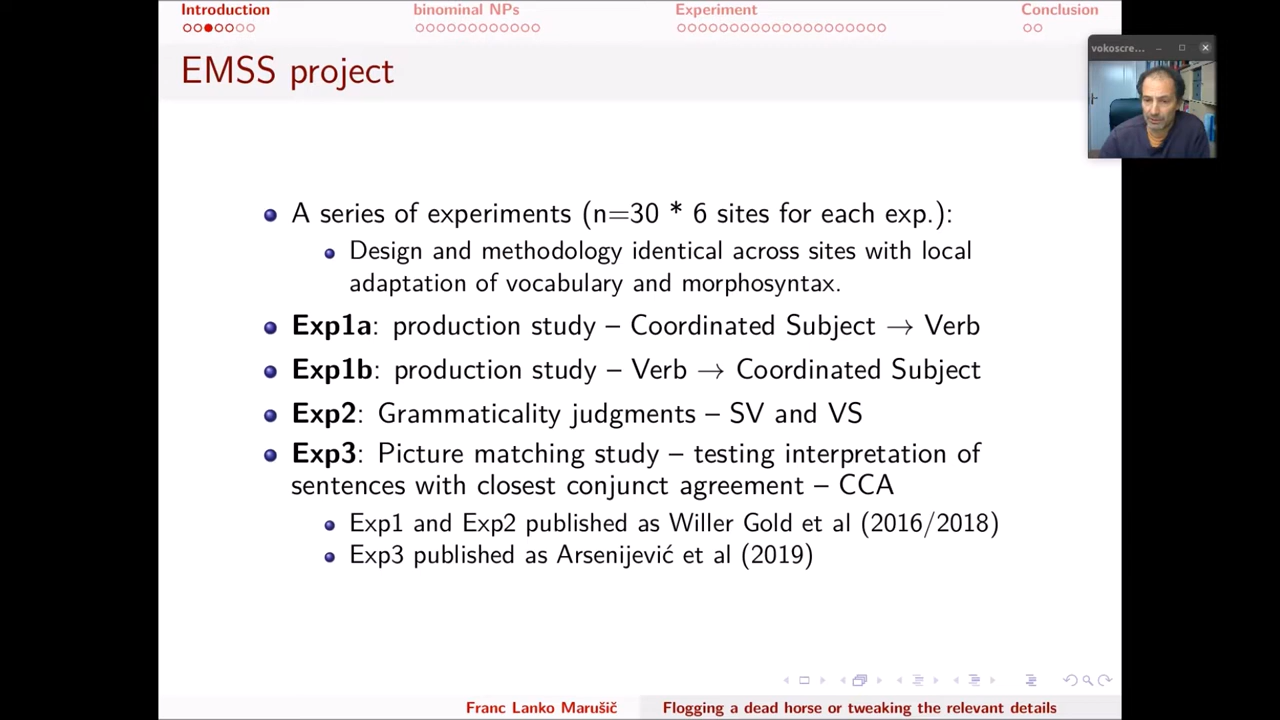 Introduction
binominal NPs
Experiment
Conclusion
vokoscre...
EMSS project
A series of experiments (n=30 * 6 sites for each exp.):
Design and methodology identical across sites with local
adaptation of vocabulary and morphosyntax.
Exp1a: production study – Coordinated Subject → Verb
Exp1b: production study – Verb → Coordinated Subject
Exp2: Grammaticality judgments – SV and VS
Exp3: Picture matching study – testing interpretation of
sentences with closest conjunct agreement – CCA
Exp1 and Exp2 published as Willer Gold et al (2016/2018)
Exp3 published as Arsenijević et al (2019)
Franc Lanko Marušič
Flogging a dead horse or tweaking the relevant details